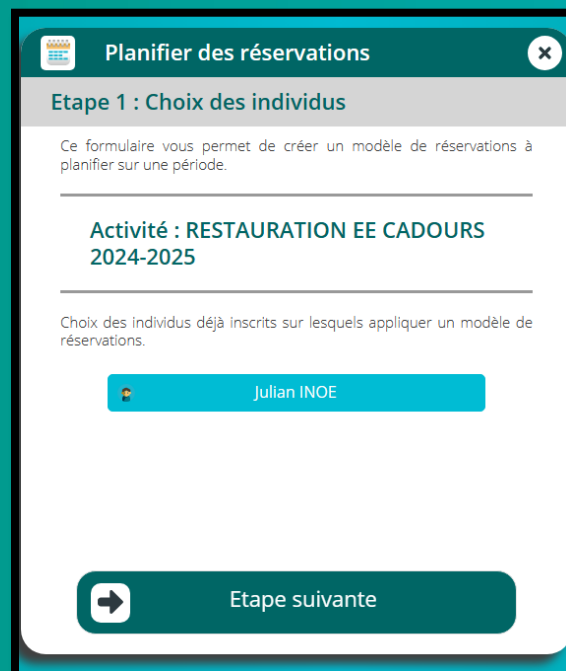 Planifier des réservations
Etape 1 : Choix des individus
Ce formulaire vous permet de créer un modèle de réservations à
planifier sur une période.
Activité : RESTAURATION EE CADOURS
2024-2025
Choix des individus déjà inscrits sur lesquels appliquer un modèle de
réservations.
Julian INOE
Etape suivante